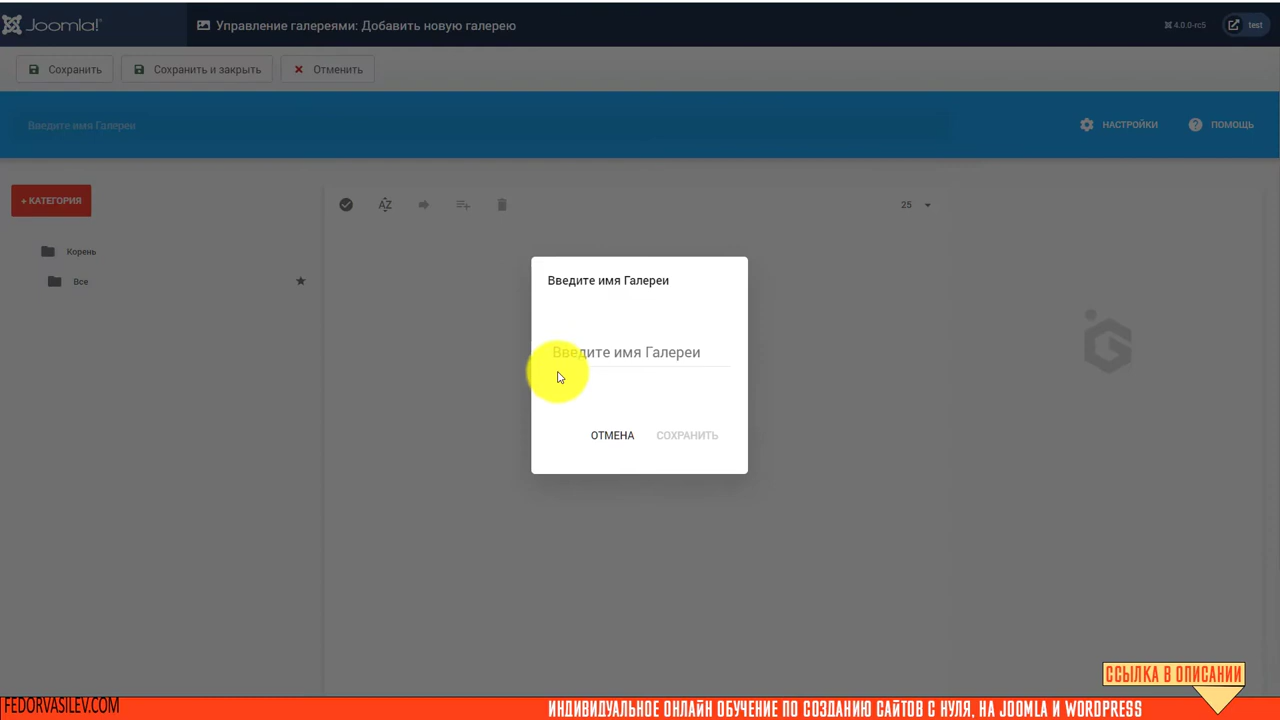 Joomla!
Управление галереями: Добавить новую галерею
4.0.0-rc5
test
Сохранить
Сохранить и закрыть
Отменить
Введите имя Галереи
НАСТРОЙКИ
ПОМОЩЬ
+ КАТЕГОРИЯ
AZ
25
Корень
Все
Введите имя Галереи
Введите имя Галереи
ОТМЕНА
СОХРАНИТЬ
ССЫЛКА В ОПИСАНИИ
FEDORVASILEV.COM
ИНДИВИДУАЛЬНОЕ ОНЛАЙН ОБУЧЕНИЕ ПО СОЗДАНИЮ САЙТОВ С НУЛЯ, НА JOOMLA И WORDPRESS